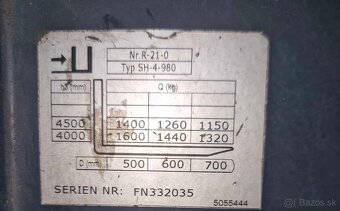 Nr.R-21-0
Typ SH-4-980
h3 (mm) Q (kg)
4500 1400 1260 1150
4000 1600 1440 1320
D (mm) 500 600 700
SERIEN NR: FN332035
5055444
Bazos.sk